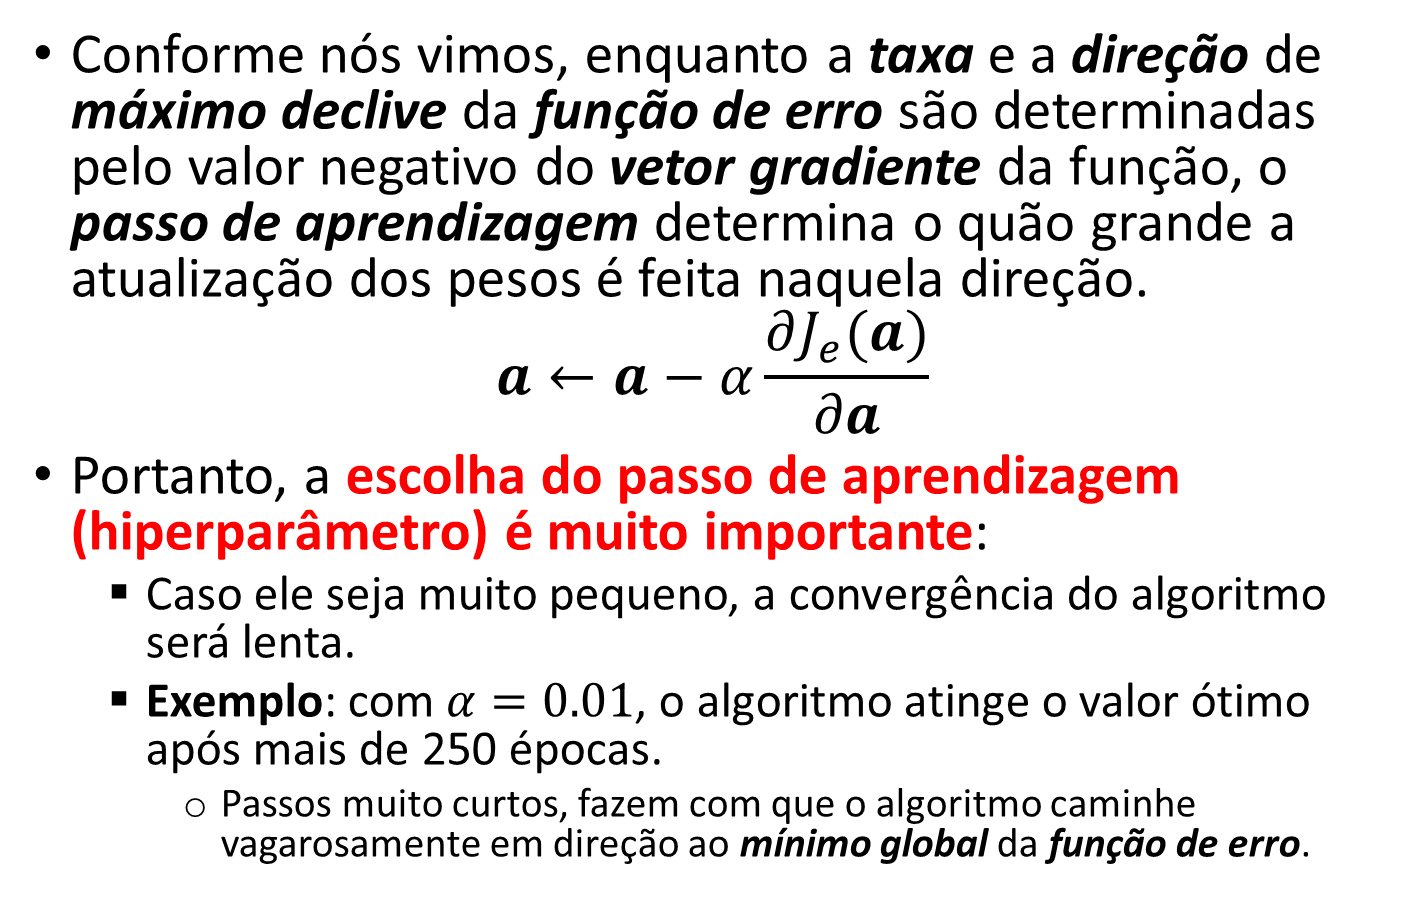 • Conforme nós vimos, enquanto a taxa e a direção de
máximo declive da função de erro são determinadas
pelo valor negativo do vetor gradiente da função, o
passo de aprendizagem determina o quão grande a
atualização dos pesos é feita naquela direção.
𝒂 ← 𝒂 − α ∂Jₑ(𝒂) / ∂𝒂
• Portanto, a escolha do passo de aprendizagem
(hiperparâmetro) é muito importante:
▪ Caso ele seja muito pequeno, a convergência do algoritmo
será lenta.
▪ Exemplo: com α = 0.01, o algoritmo atinge o valor ótimo
após mais de 250 épocas.
o Passos muito curtos, fazem com que o algoritmo caminhe
vagarosamente em direção ao mínimo global da função de erro.